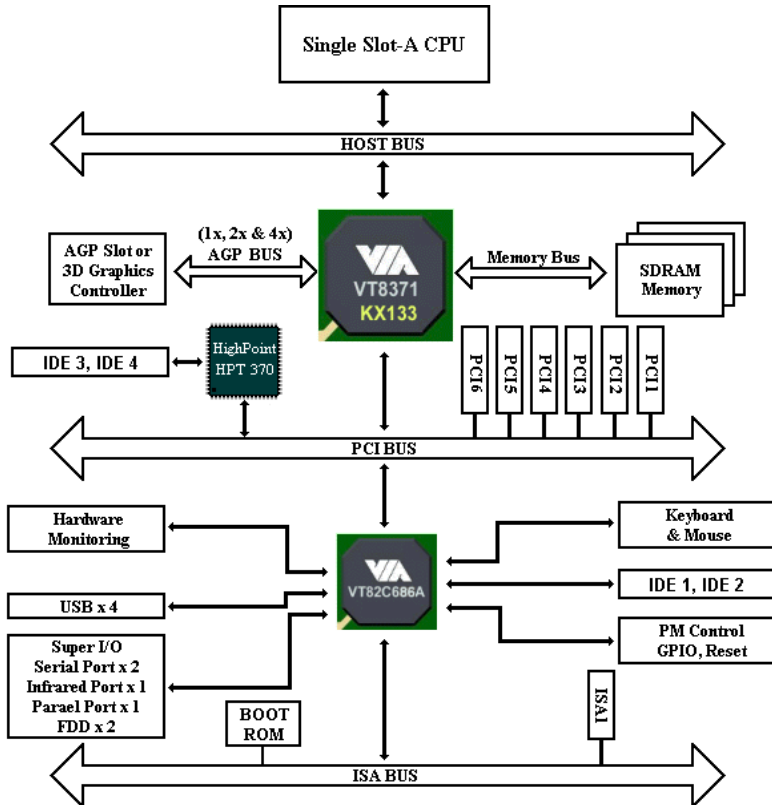 Single Slot-A CPU
HOST BUS
(1x, 2x & 4x)
AGP BUS
AGP Slot or
3D Graphics
Controller
VIA
VT8371
KX133
Memory Bus
SDRAM
Memory
IDE 3, IDE 4
HighPoint
HPT 370
PCI6
PCI5
PCI4
PCI3
PCI2
PCI1
PCI BUS
Hardware
Monitoring
VIA
VT82C686A
Keyboard
& Mouse
USB x 4
IDE 1, IDE 2
Super I/O
Serial Port x 2
Infrared Port x 1
Parael Port x 1
FDD x 2
PM Control
GPIO, Reset
BOOT
ROM
ISA1
ISA BUS